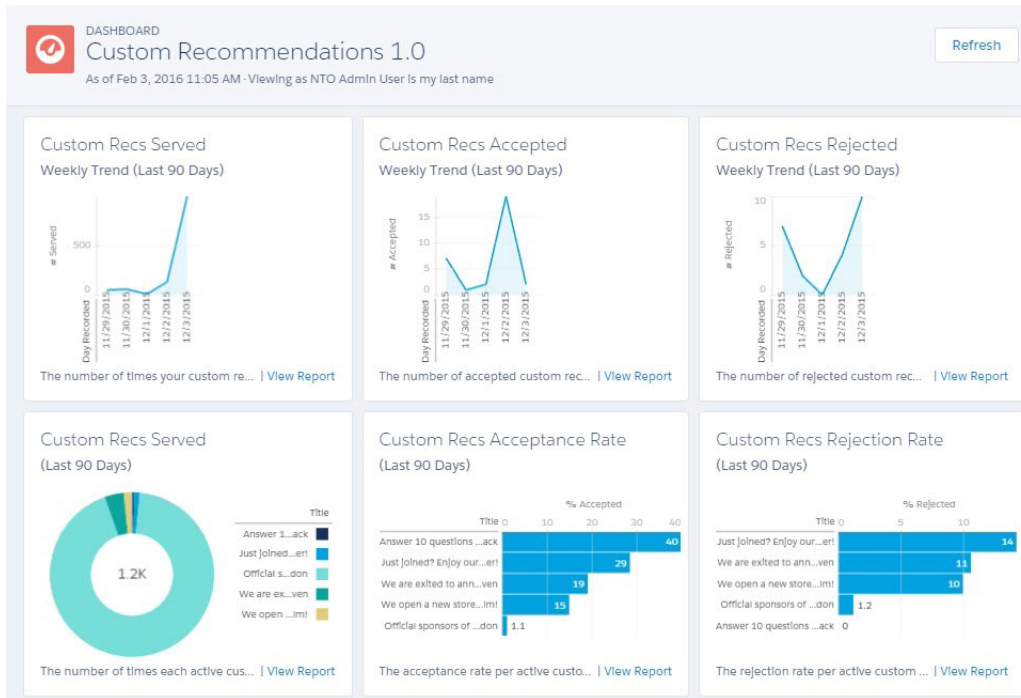 DASHBOARD
Custom Recommendations 1.0
As of Feb 3, 2016 11:05 AM · Viewing as NTO Admin User is my last name
Refresh
Custom Recs Served
Weekly Trend (Last 90 Days)
# Served
500
0
Day Recorded
11/29/2015
11/30/2015
12/1/2015
12/2/2015
12/3/2015
The number of times your custom re... | View Report
Custom Recs Accepted
Weekly Trend (Last 90 Days)
# Accepted
15
10
5
0
Day Recorded
11/29/2015
11/30/2015
12/1/2015
12/2/2015
12/3/2015
The number of accepted custom rec... | View Report
Custom Recs Rejected
Weekly Trend (Last 90 Days)
# Rejected
10
5
0
Day Recorded
11/29/2015
11/30/2015
12/1/2015
12/2/2015
12/3/2015
The number of rejected custom rec... | View Report
Custom Recs Served
(Last 90 Days)
1.2K
Title
Answer 1...ack
Just joined...er!
Official s...don
We are ex...ven
We open ...im!
The number of times each active cus... | View Report
Custom Recs Acceptance Rate
(Last 90 Days)
% Accepted
Title 0 10 20 30 40
Answer 10 questions ...ack 40
Just joined? Enjoy our...er! 29
We are exited to ann...ven 19
We open a new store...im! 15
Official sponsors of ...don 1.1
The acceptance rate per active custo... | View Report
Custom Recs Rejection Rate
(Last 90 Days)
% Rejected
Title 0 5 10
Just joined? Enjoy our...er! 14
We are exited to ann...ven 11
We open a new store...im! 10
Official sponsors of ...don 1.2
Answer 10 questions ...ack 0
The rejection rate per active custom ... | View Report